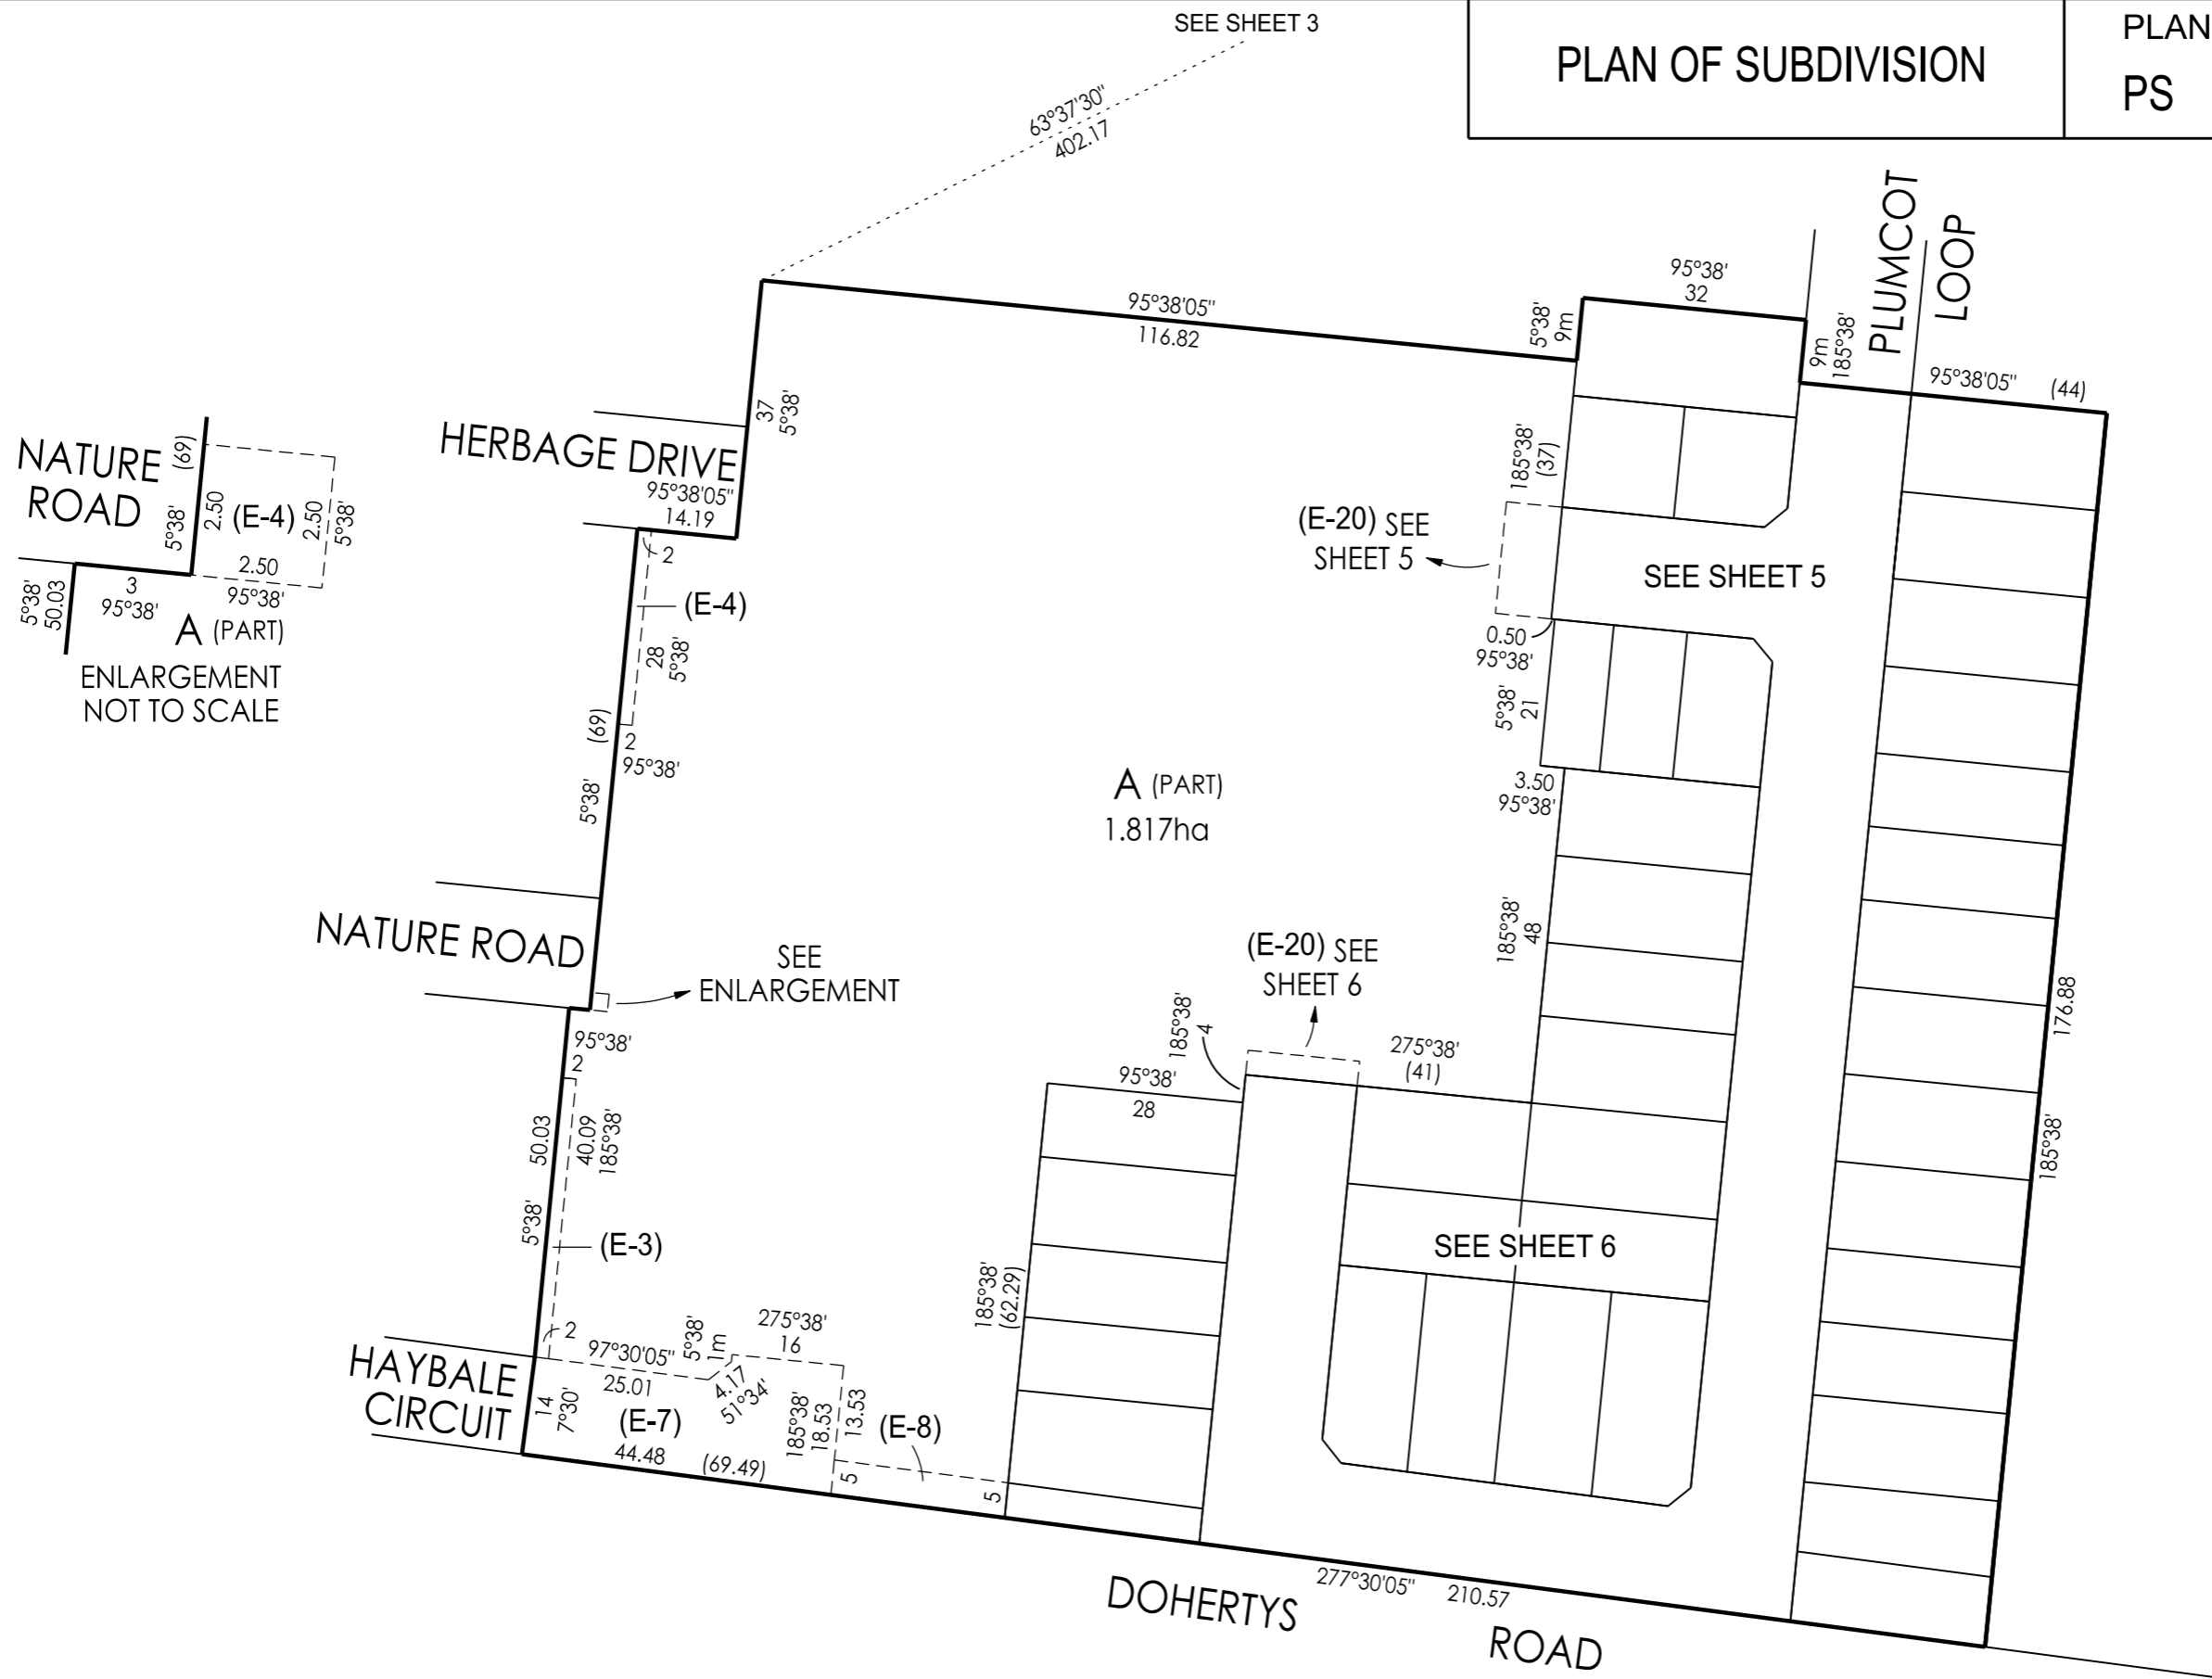 SEE SHEET 3
PLAN OF SUBDIVISION
PLAN
PS
63°37'30"
402.17
PLUMCOT
LOOP
95°38'
32
95°38'05"
116.82
5°38'
9m
9m
185°38'
95°38'05" (44)
37
5°38'
HERBAGE DRIVE
95°38'05"
14.19
2
NATURE
ROAD
(69)
5°38'
2.50
(E-4)
2.50
5°38'
2.50
95°38'
3
95°38'
5°38'
50.03
A (PART)
ENLARGEMENT
NOT TO SCALE
185°38'
(37)
(E-20) SEE
SHEET 5
SEE SHEET 5
(E-4)
28
5°38'
0.50
95°38'
5°38'
21
(69)
2
95°38'
5°38'
A (PART)
1.817ha
3.50
95°38'
NATURE ROAD
SEE
ENLARGEMENT
185°38'
48
(E-20) SEE
SHEET 6
176.88
185°38'
95°38'
2
185°38'
4
275°38'
(41)
95°38'
28
50.03
5°38'
40.09
185°38'
(E-3)
SEE SHEET 6
185°38'
(62.29)
2
97°30'05"
25.01
5°38'
1m
275°38'
16
4.17
51°34'
HAYBALE
CIRCUIT
14
7°30'
(E-7)
185°38'
18.53
13.53
(E-8)
44.48 (69.49)
5
5
DOHERTYS
ROAD
277°30'05" 210.57